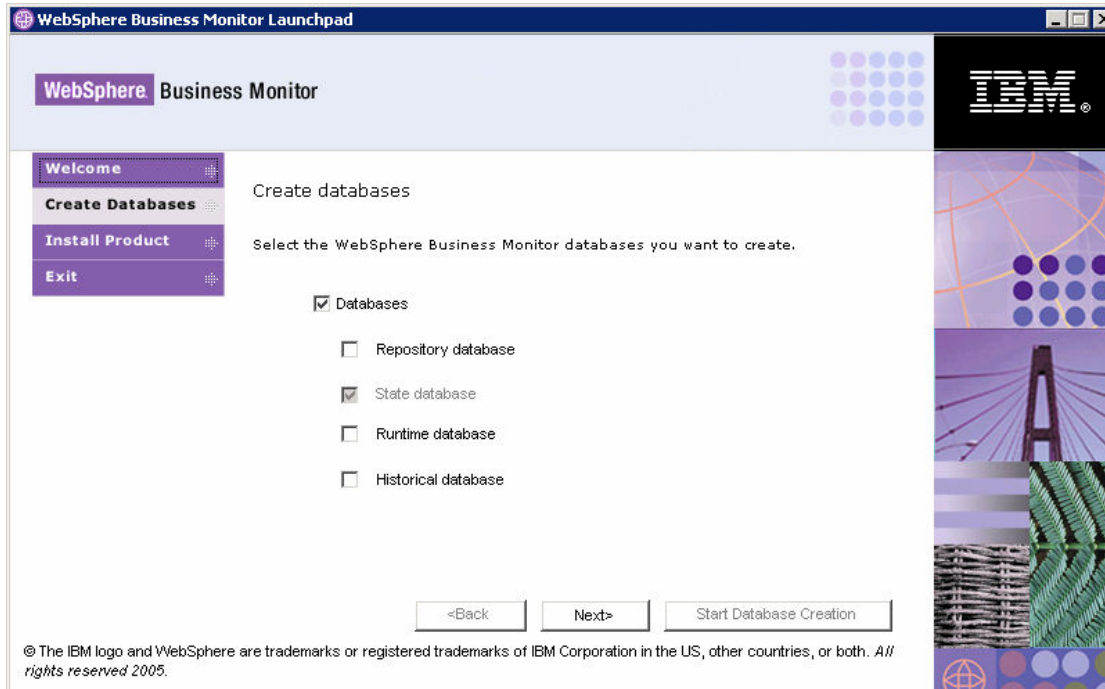 WebSphere Business Monitor Launchpad
WebSphere Business Monitor
IBM®
Welcome
Create Databases
Install Product
Exit
Create databases
Select the WebSphere Business Monitor databases you want to create.
Databases
Repository database
State database
Runtime database
Historical database
<Back
Next>
Start Database Creation
© The IBM logo and WebSphere are trademarks or registered trademarks of IBM Corporation in the US, other countries, or both. All
rights reserved 2005.